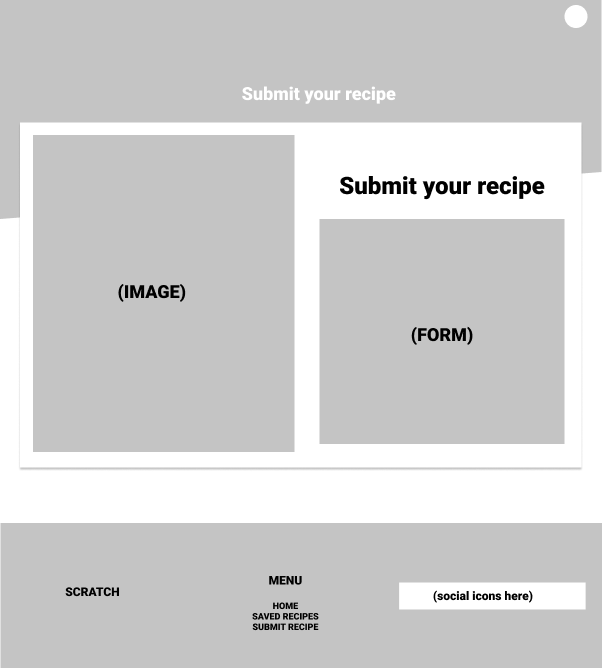 Submit your recipe
Submit your recipe
(IMAGE)
(FORM)
SCRATCH
MENU
HOME
SAVED RECIPES
SUBMIT RECIPE
(social icons here)